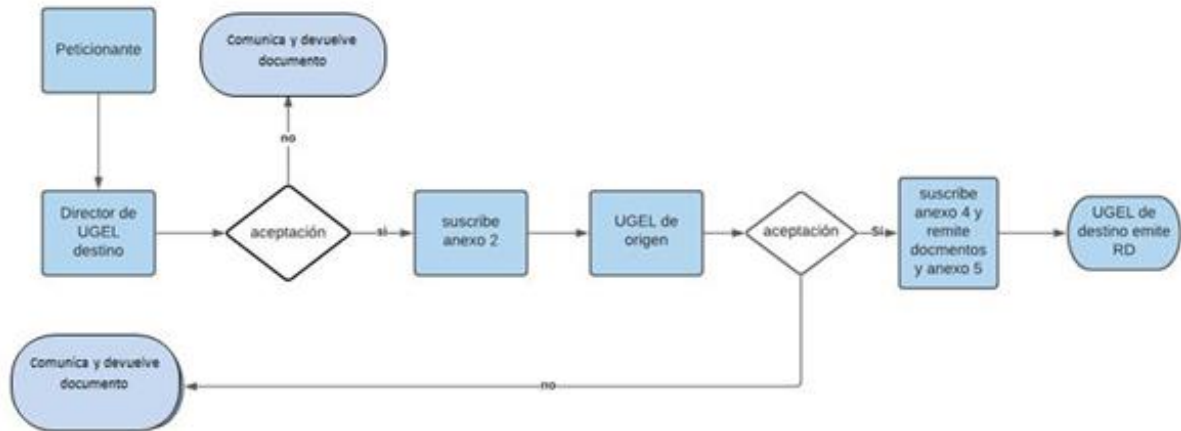 Peticionante
Comunica y devuelve
documento
no
Director de
UGEL
destino
aceptación
si
suscribe
anexo 2
UGEL de
origen
aceptación
SI
suscribe
anexo 4 y
remite
docmentos
y anexo 5
UGEL de
destino emite
RD
Comunica y devuelve
documento
no